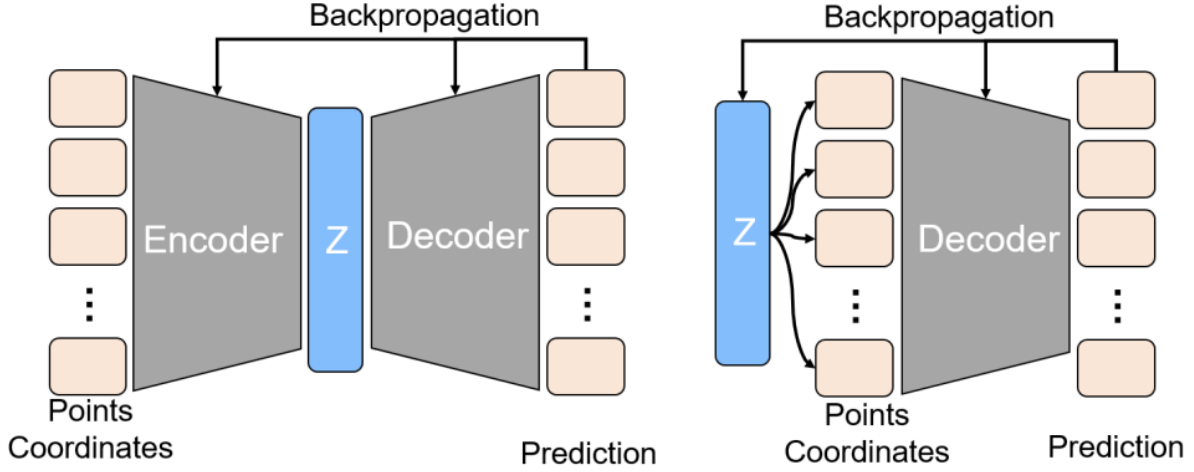 Backpropagation
Encoder
Z
Decoder
Points
Coordinates
Prediction
Backpropagation
Z
Decoder
Points
Coordinates
Prediction